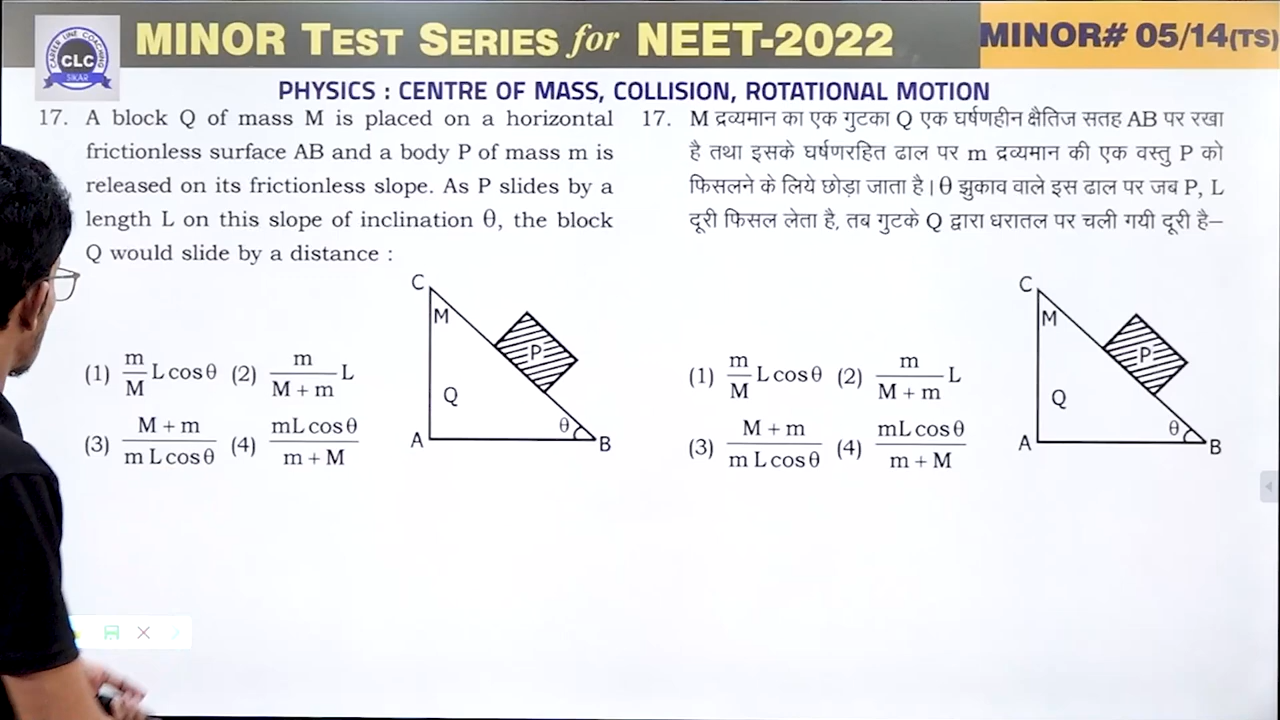 CAREER LINE COACHING
CLC
SIKAR
MINOR TEST SERIES for NEET-2022
MINOR# 05/14(TS)
PHYSICS : CENTRE OF MASS, COLLISION, ROTATIONAL MOTION
17. A block Q of mass M is placed on a horizontal
frictionless surface AB and a body P of mass m is
released on its frictionless slope. As P slides by a
length L on this slope of inclination θ, the block
Q would slide by a distance :
(1) m/M L cosθ (2) m/(M + m) L
(3) (M + m)/(m L cosθ) (4) (mL cosθ)/(m + M)
C
M
P
Q
θ
A
B
17. M द्रव्यमान का एक गुटका Q एक घर्षणहीन क्षैतिज सतह AB पर रखा
है तथा इसके घर्षणरहित ढाल पर m द्रव्यमान की एक वस्तु P को
फिसलने के लिये छोड़ा जाता है। θ झुकाव वाले इस ढाल पर जब P, L
दूरी फिसल लेता है, तब गुटके Q द्वारा धरातल पर चली गयी दूरी है–
(1) m/M L cosθ (2) m/(M + m) L
(3) (M + m)/(m L cosθ) (4) (mL cosθ)/(m + M)
C
M
P
Q
θ
A
B